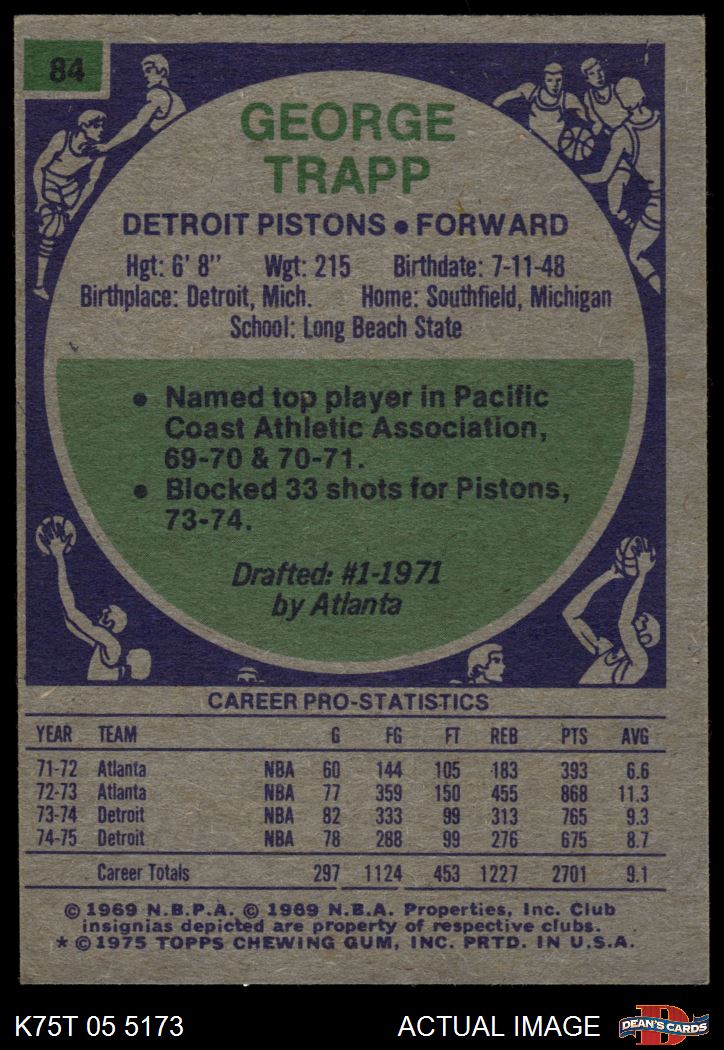 84
GEORGE
TRAPP
DETROIT PISTONS • FORWARD
Hgt: 6' 8" Wgt: 215 Birthdate: 7-11-48
Birthplace: Detroit, Mich. Home: Southfield, Michigan
School: Long Beach State
• Named top player in Pacific
Coast Athletic Association,
69-70 & 70-71.
• Blocked 33 shots for Pistons,
73-74.
Drafted: #1-1971
by Atlanta
CAREER PRO-STATISTICS
YEAR TEAM G FG FT REB PTS AVG
71-72 Atlanta NBA 60 144 105 183 393 6.6
72-73 Atlanta NBA 77 359 150 455 868 11.3
73-74 Detroit NBA 82 333 99 313 765 9.3
74-75 Detroit NBA 78 288 99 276 675 8.7
Career Totals 297 1124 453 1227 2701 9.1
© 1969 N.B.P.A. © 1969 N.B.A. Properties, Inc. Club
insignias depicted are property of respective clubs.
* © 1975 TOPPS CHEWING GUM, INC. PRTD. IN U.S.A.
K75T 05 5173 ACTUAL IMAGE DEAN'S CARDS